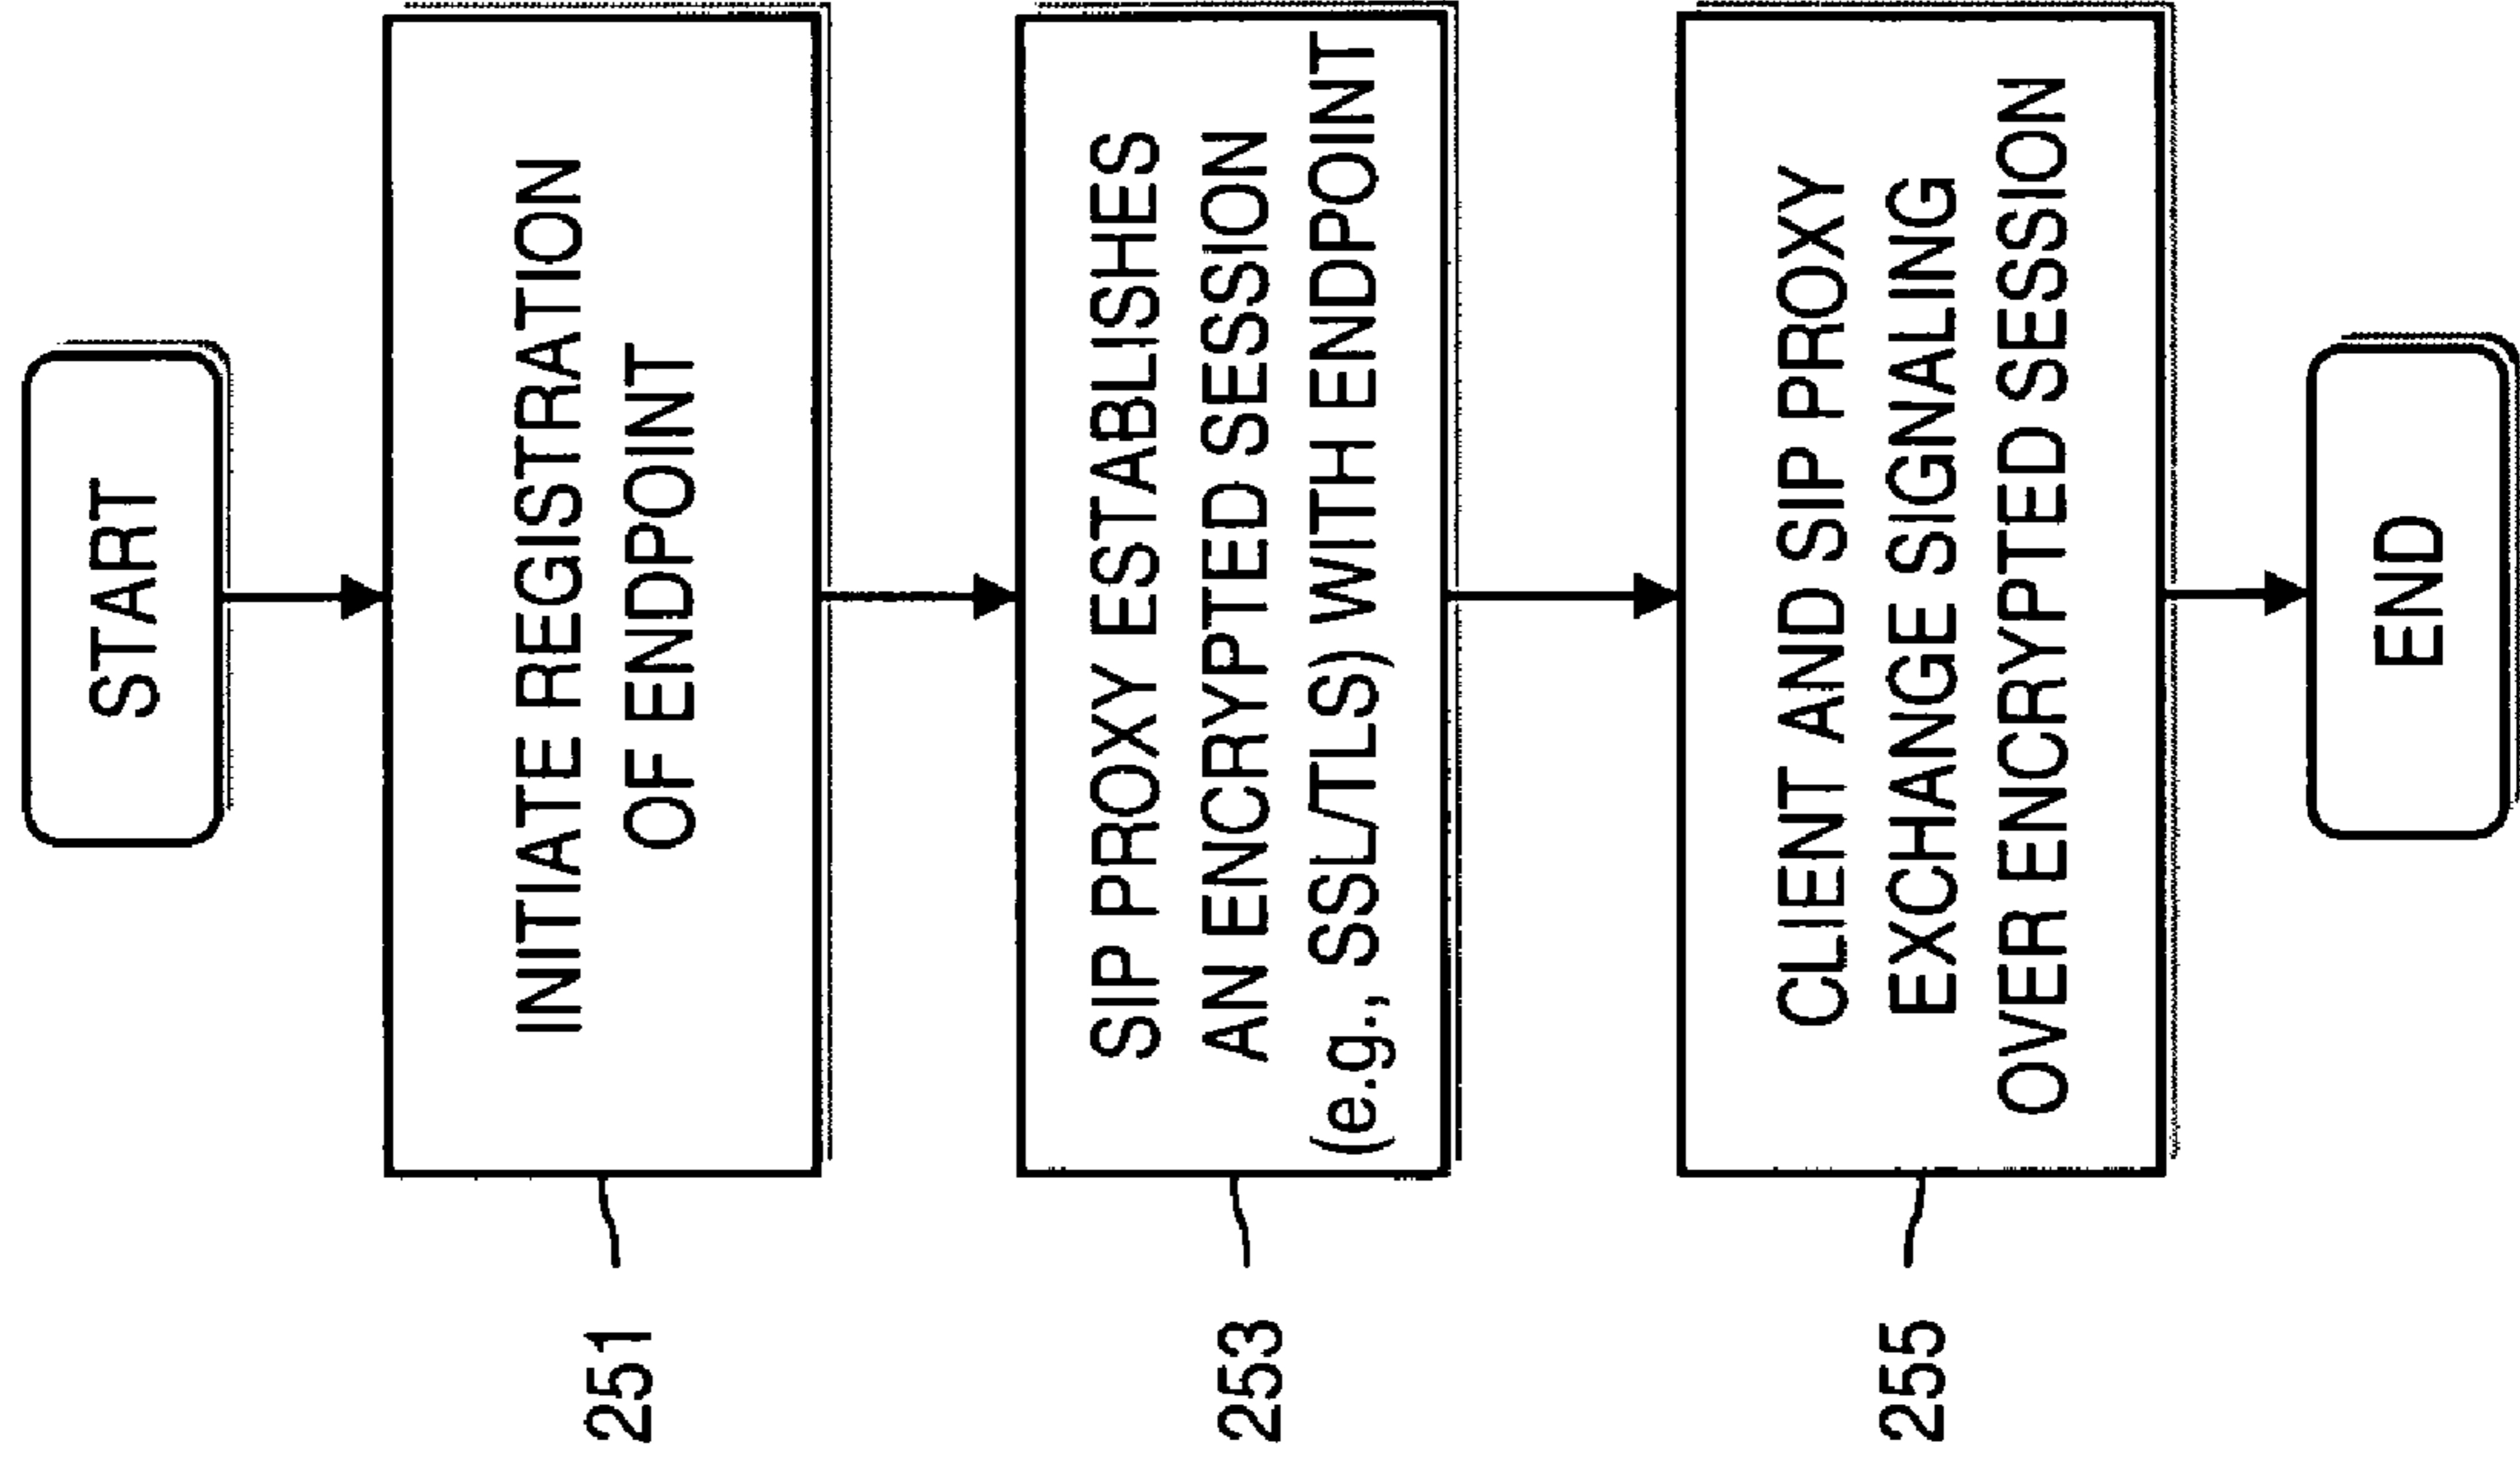 START
INITIATE REGISTRATION
OF ENDPOINT
251
SIP PROXY ESTABLISHES
AN ENCRYPTED SESSION
(e.g., SSL/TLS) WITH ENDPOINT
253
CLIENT AND SIP PROXY
EXCHANGE SIGNALING
OVER ENCRYPTED SESSION
255
END